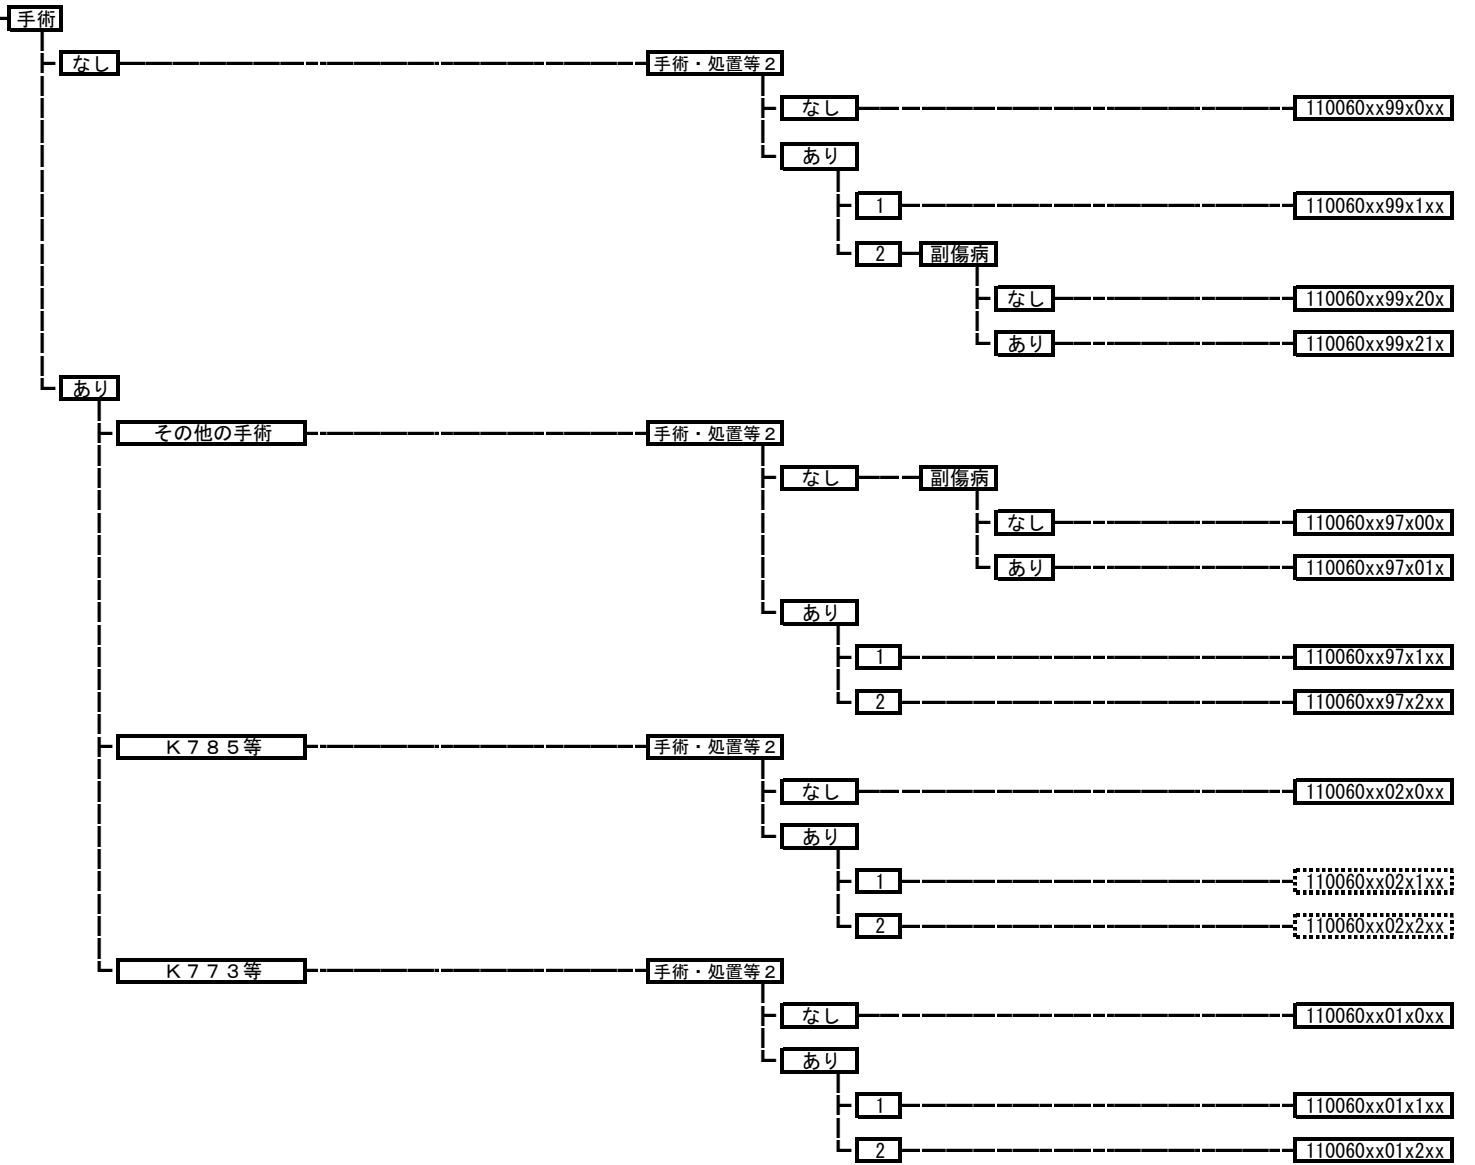 手術
なし 手術・処置等２
なし 110060xx99x0xx
あり
1 110060xx99x1xx
2 副傷病
なし 110060xx99x20x
あり 110060xx99x21x
あり
その他の手術 手術・処置等２
なし 副傷病
なし 110060xx97x00x
あり 110060xx97x01x
あり
1 110060xx97x1xx
2 110060xx97x2xx
Ｋ７８５等 手術・処置等２
なし 110060xx02x0xx
あり
1 110060xx02x1xx
2 110060xx02x2xx
Ｋ７７３等 手術・処置等２
なし 110060xx01x0xx
あり
1 110060xx01x1xx
2 110060xx01x2xx